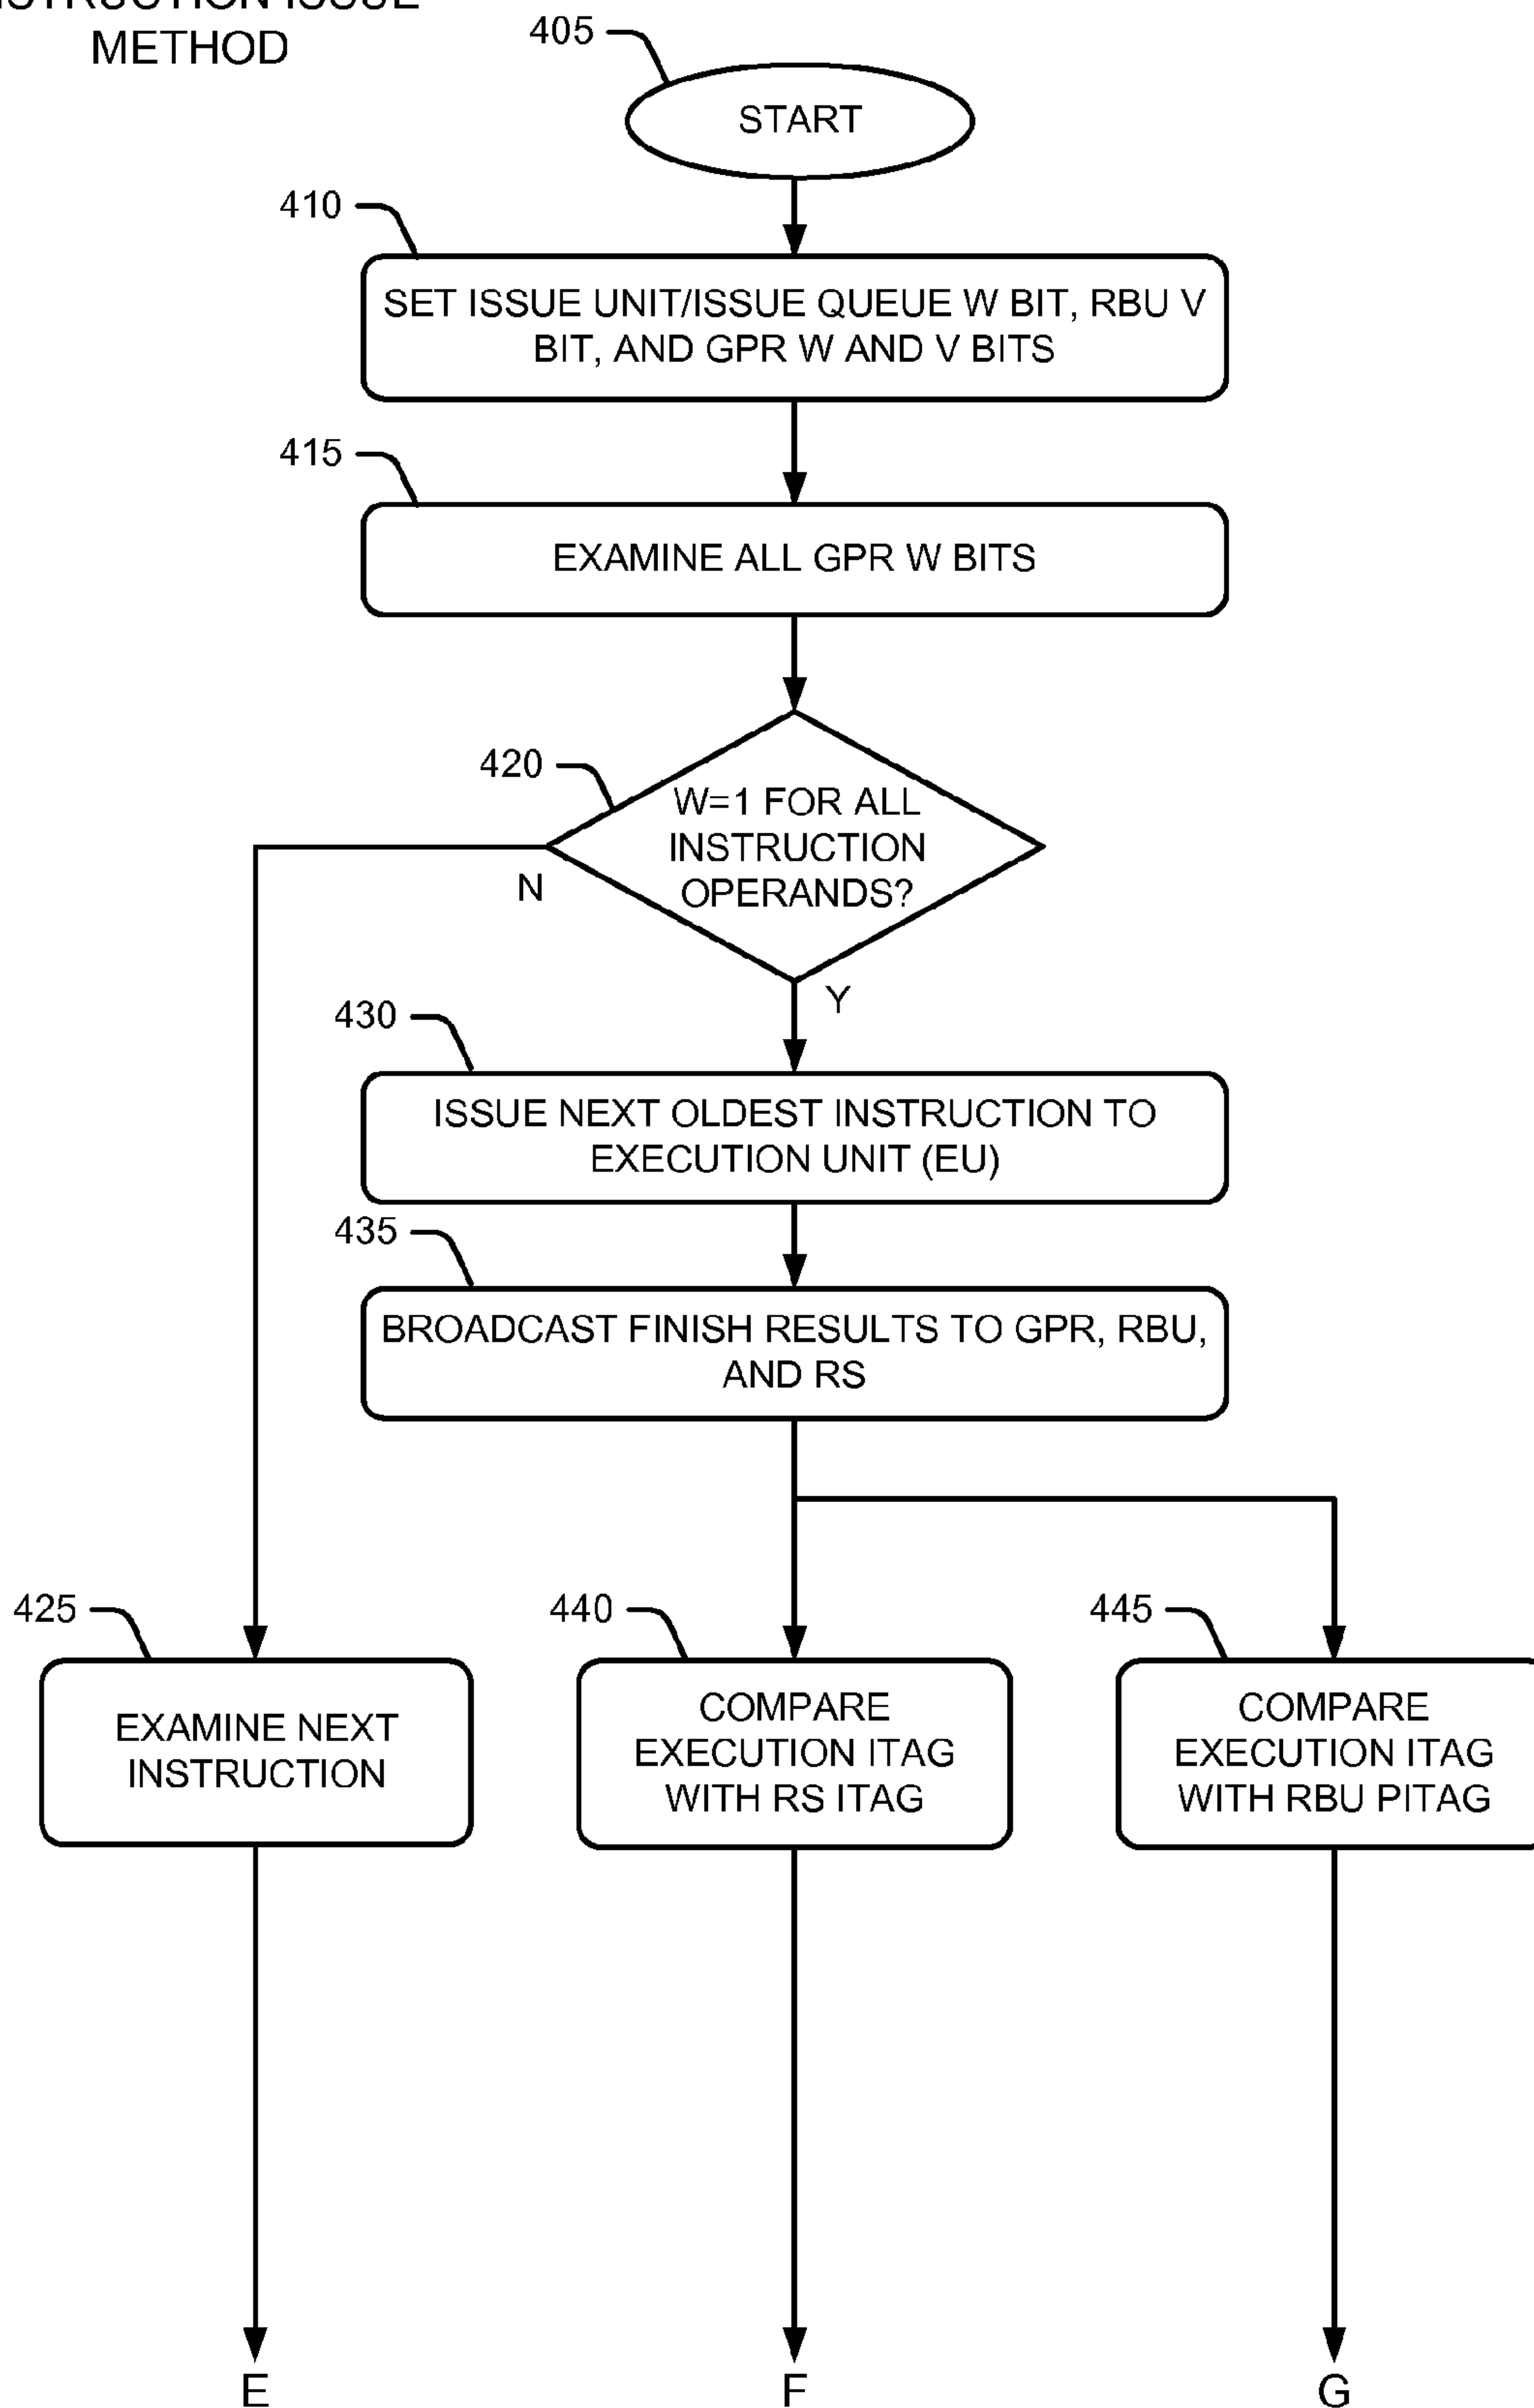 ISSUE
METHOD
405
START
410
SET ISSUE UNIT/ISSUE QUEUE W BIT, RBU V
BIT, AND GPR W AND V BITS
415
EXAMINE ALL GPR W BITS
420
W=1 FOR ALL
INSTRUCTION
OPERANDS?
N
Y
430
ISSUE NEXT OLDEST INSTRUCTION TO
EXECUTION UNIT (EU)
435
BROADCAST FINISH RESULTS TO GPR, RBU,
AND RS
425
EXAMINE NEXT
INSTRUCTION
440
COMPARE
EXECUTION ITAG
WITH RS ITAG
445
COMPARE
EXECUTION ITAG
WITH RBU PITAG
E
F
G